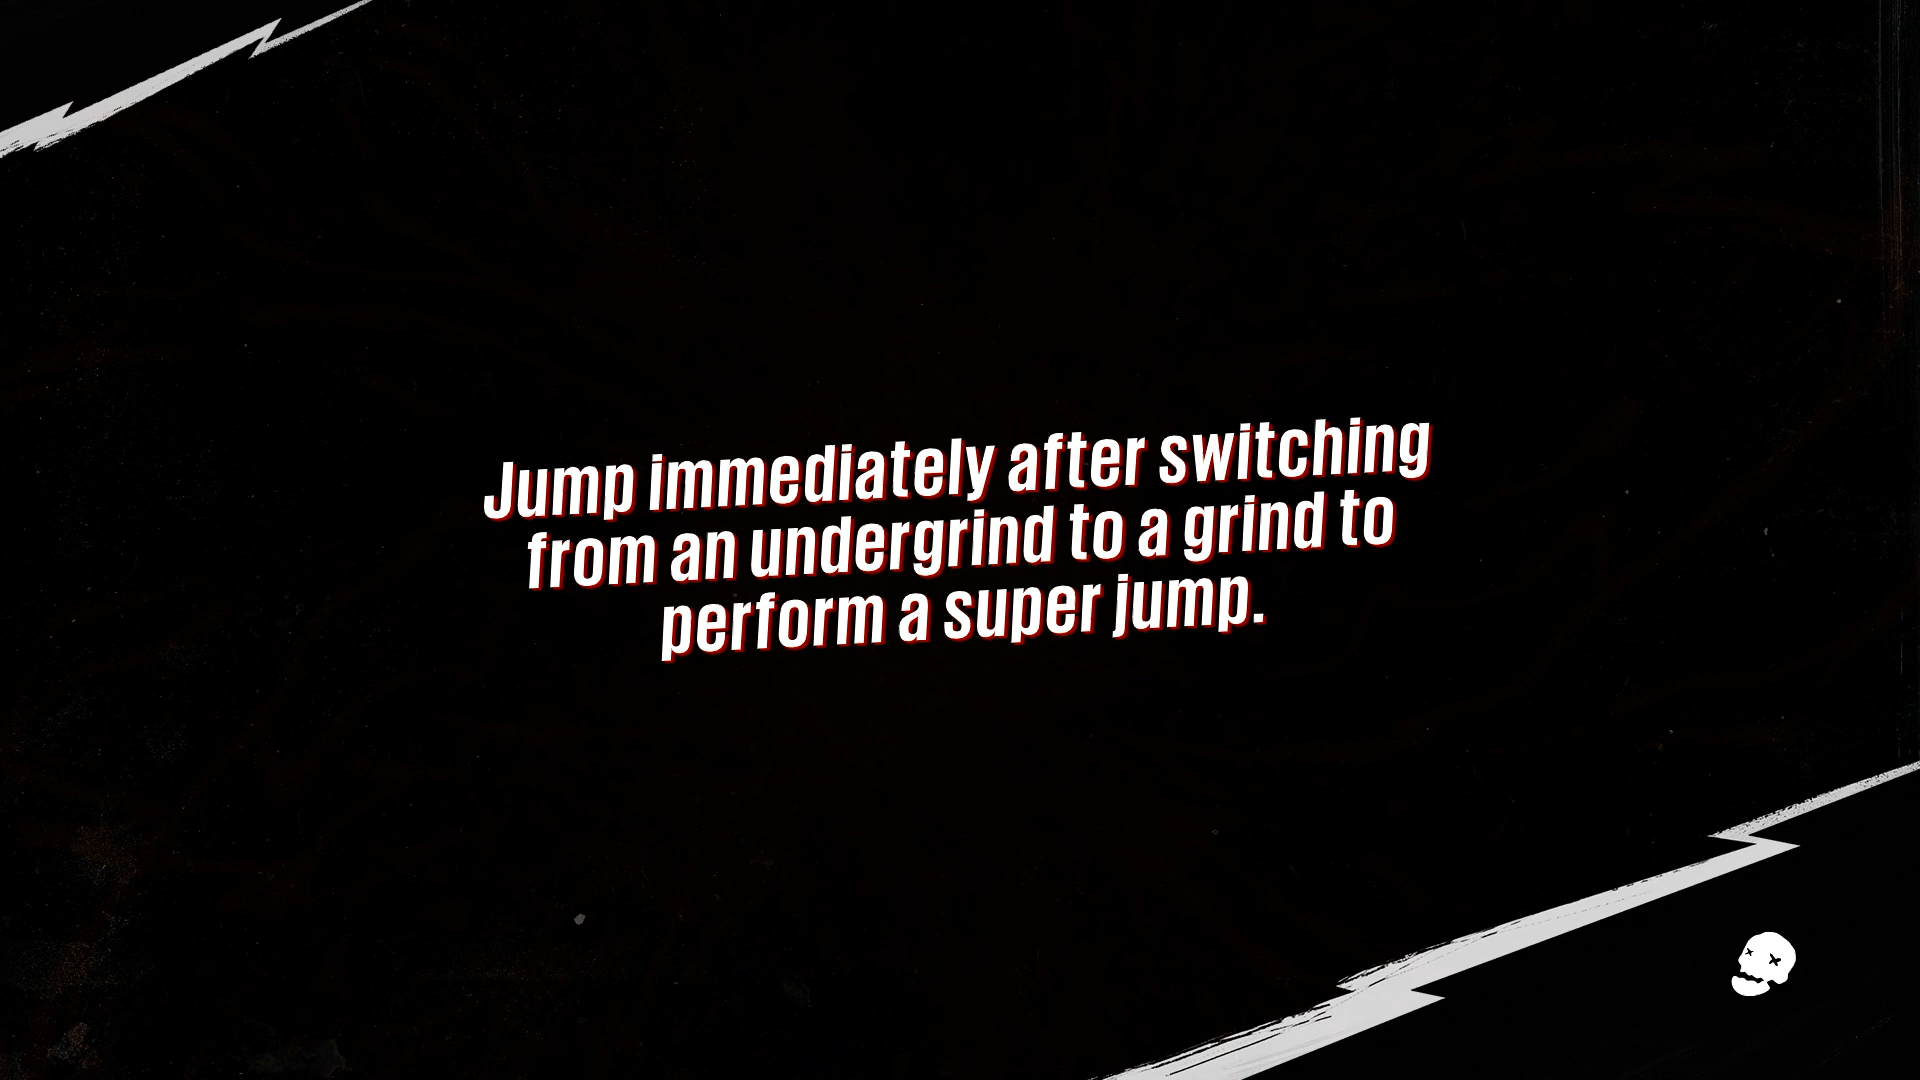 Jump immediately after switching
from an undergrind to a grind to
perform a super jump.